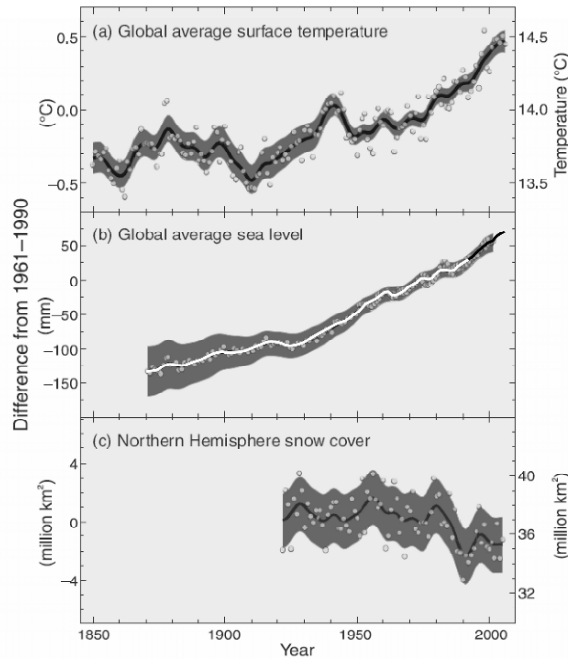 (a) Global average surface temperature
0.5
0.0
−0.5
(°C)
14.5
14.0
13.5
Temperature (°C)
Difference from 1961–1990
(b) Global average sea level
50
0
−50
−100
−150
(mm)
(c) Northern Hemisphere snow cover
4
0
−4
(million km²)
40
36
32
(million km²)
1850 1900 1950 2000
Year